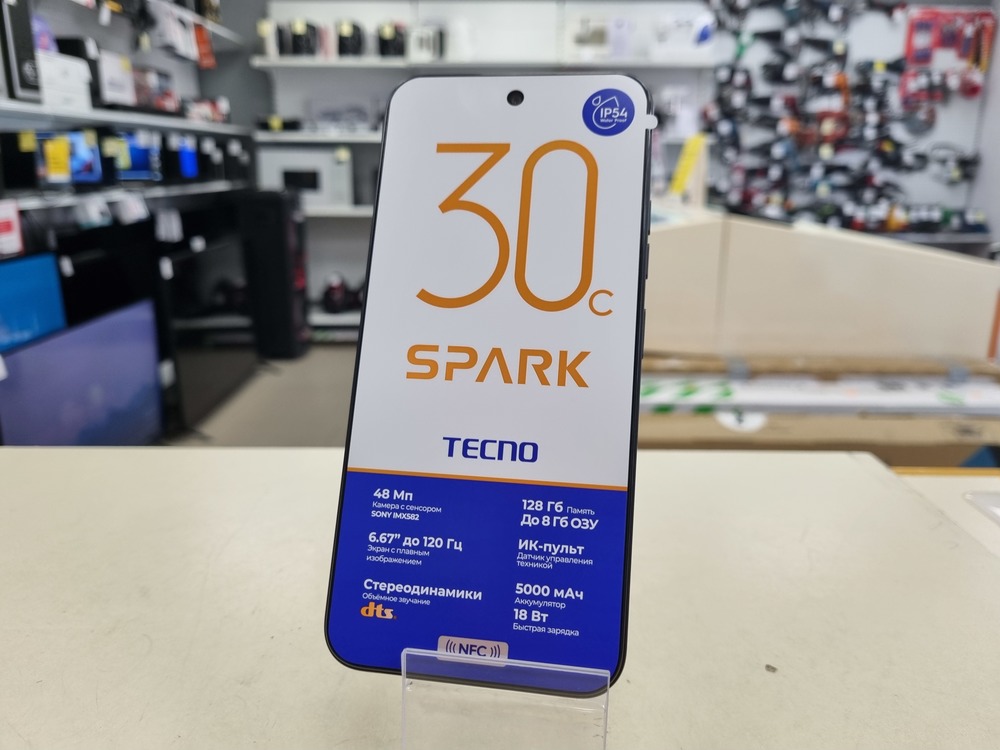 IP54
Water Proof
30c
SPARK
TECNO
48 Мп
Камера с сенсором
SONY IMX582
6.67” до 120 Гц
Экран с плавным
изображением
Стереодинамики
Объёмное звучание
dts
128 Гб Память
До 8 Гб ОЗУ
ИК-пульт
Датчик управления
техникой
5000 мАч
Аккумулятор
18 Вт
Быстрая зарядка
((( NFC )))